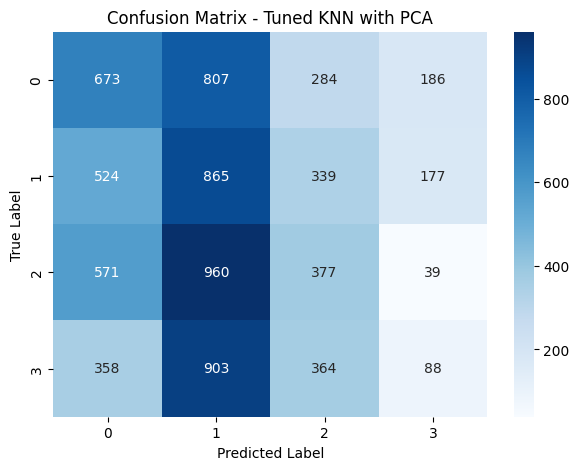 Confusion Matrix - Tuned KNN with PCA
0 673 807 284 186
1 524 865 339 177
2 571 960 377 39
3 358 903 364 88
0 1 2 3
True Label
Predicted Label
800
600
400
200